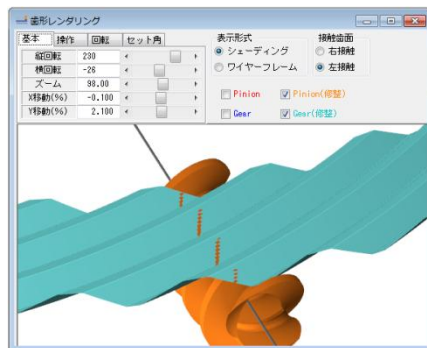 歯形レンダリング
基本 操作 回転 セット角
縦回転 230
横回転 -26
ズーム 98.00
X移動(%) -0.100
Y移動(%) 2.100
表示形式
シェーディング
ワイヤーフレーム
接触歯面
右接触
左接触
Pinion Pinion(修整)
Gear Gear(修整)